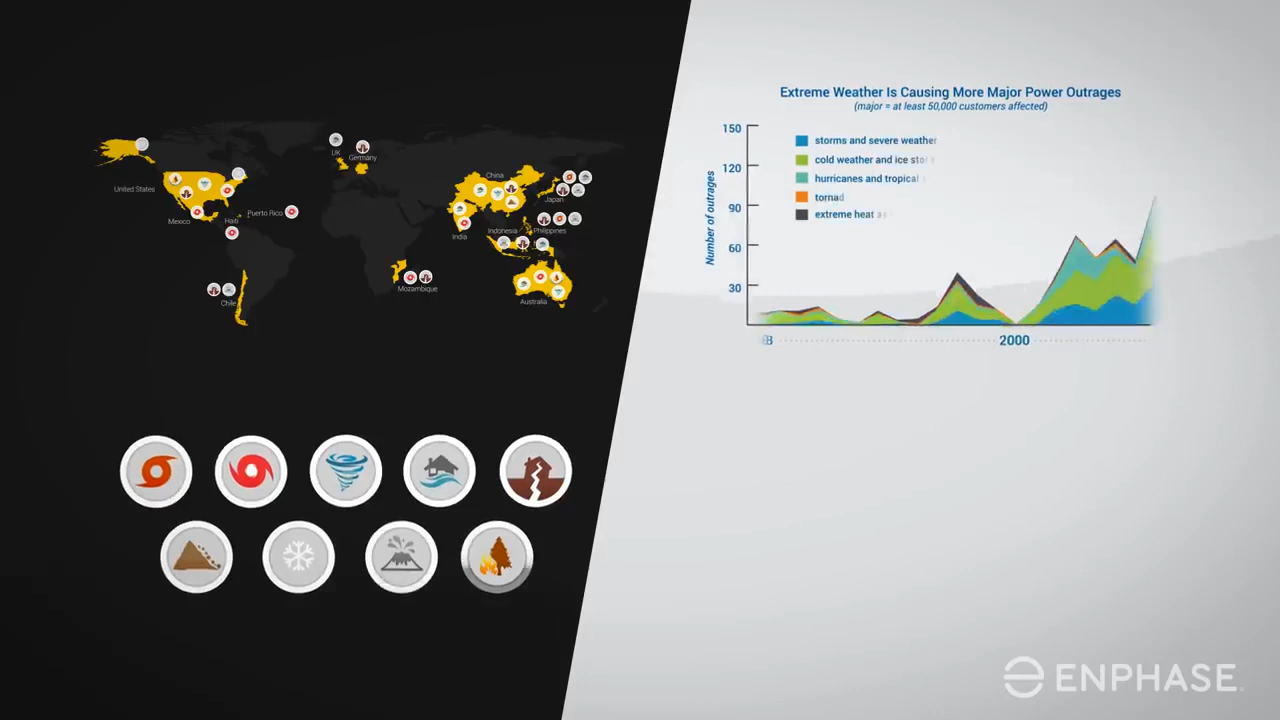 United States
Mexico
Haiti
Puerto Rico
Chile
UK
Germany
Mozambique
China
India
Japan
Indonesia
Philippines
Australia
Extreme Weather Is Causing More Major Power Outrages
(major = at least 50,000 customers affected)
Number of outrages
150
120
90
60
30
storms and severe weather
cold weather and ice
hurricanes and tropical
extreme heat
2000
ENPHASE